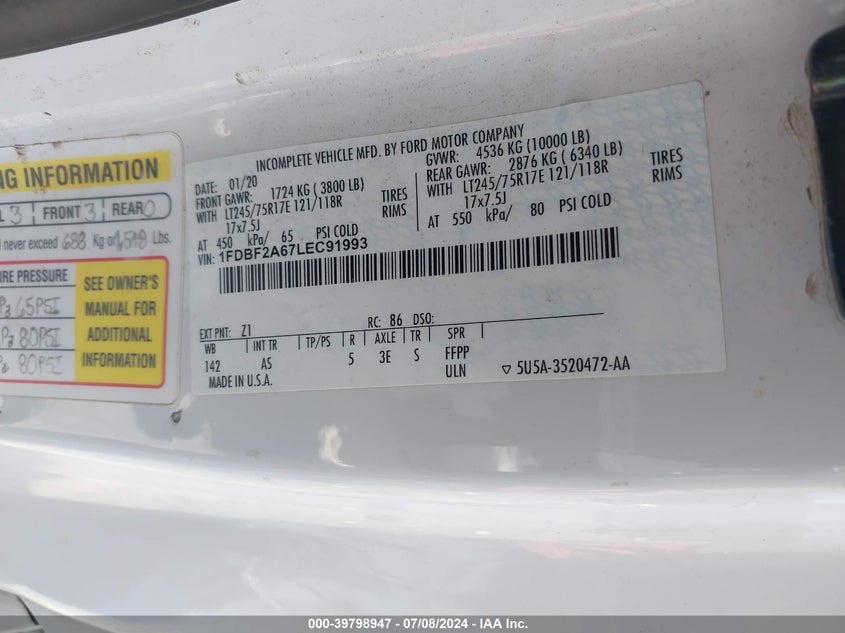 NG INFORMATION
L 3 FRONT 3 REAR 0
never exceed 688 Kg or 1518 Lbs.
IRE PRESSURE
65PSI
80PSI
80PSI
SEE OWNER'S
MANUAL FOR
ADDITIONAL
INFORMATION
INCOMPLETE VEHICLE MFD. BY FORD MOTOR COMPANY
DATE: 01/20 GVWR: 4536 KG (10000 LB)
FRONT GAWR: 1724 KG (3800 LB) REAR GAWR: 2876 KG (6340 LB)
WITH LT245/75R17E 121/118R TIRES WITH LT245/75R17E 121/118R TIRES
17x7.5J RIMS 17x7.5J RIMS
AT 450 kPa/ 65 PSI COLD AT 550 kPa/ 80 PSI COLD
VIN: 1FDBF2A67LEC91993
EXT PNT: Z1 RC: 86 DSO:
WB INT TR TP/PS R AXLE TR SPR
142 AS 5 3E S FFPP
MADE IN U.S.A. ULN ▽ 5U5A-3520472-AA
000-39798947 - 07/08/2024 - IAA Inc.